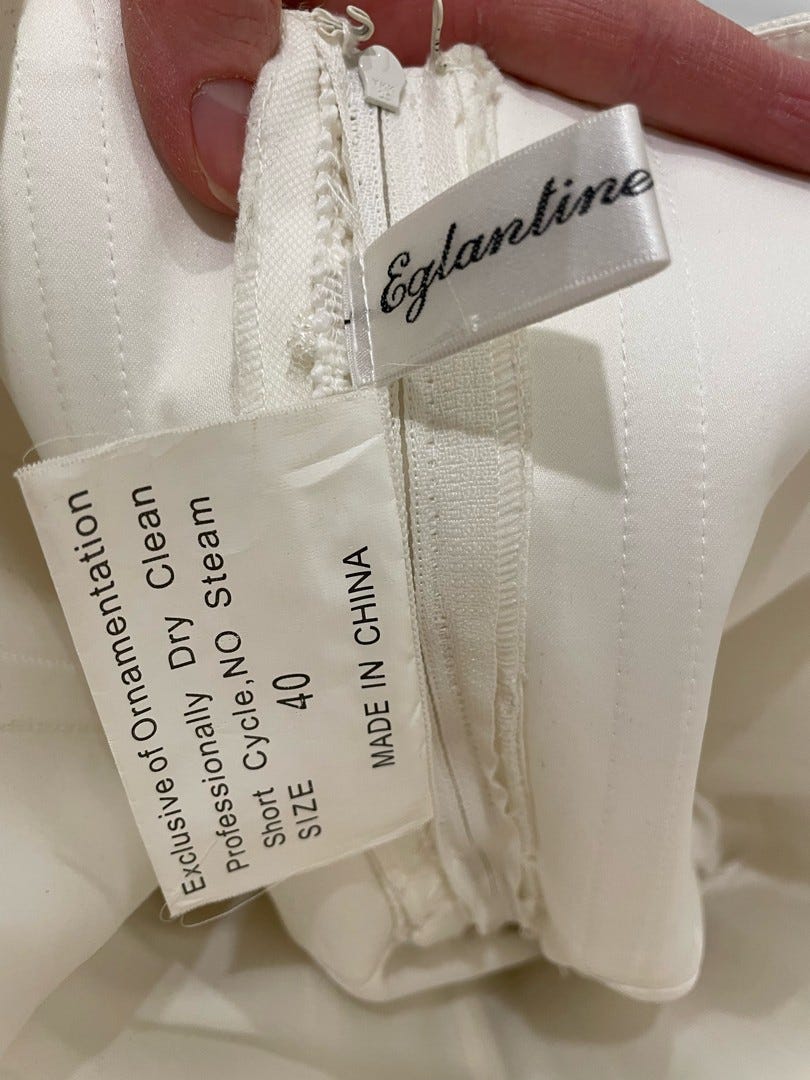 Eglantine
Exclusive of Ornamentation
Professionally Dry Clean
Short Cycle,NO Steam
SIZE 40
MADE IN CHINA